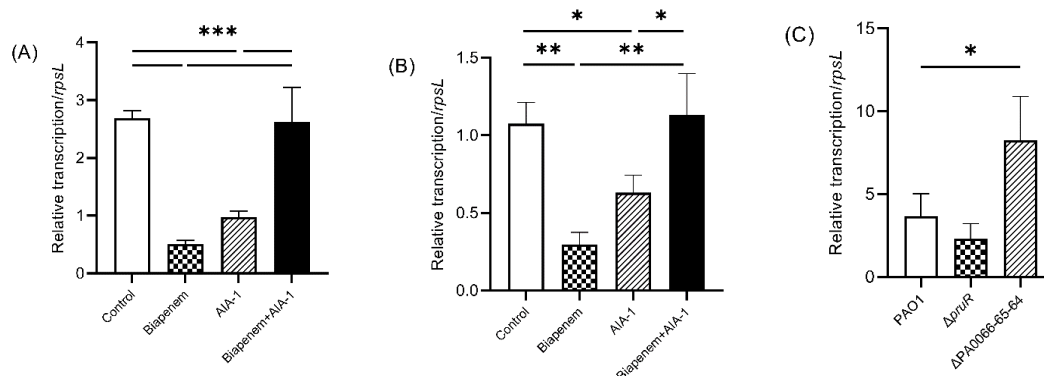 (A)
Relative transcription/rpsL
4
3
2
1
0
***
Control
Biapenem
AIA-1
Biapenem+AIA-1
(B)
Relative transcription/rpsL
1.5
1.0
0.5
0.0
* *
** **
Control
Biapenem
AIA-1
Biapenem+AIA-1
(C)
Relative transcription/rpsL
15
10
5
0
*
PAO1
ΔpruR
ΔPA0066-65-64